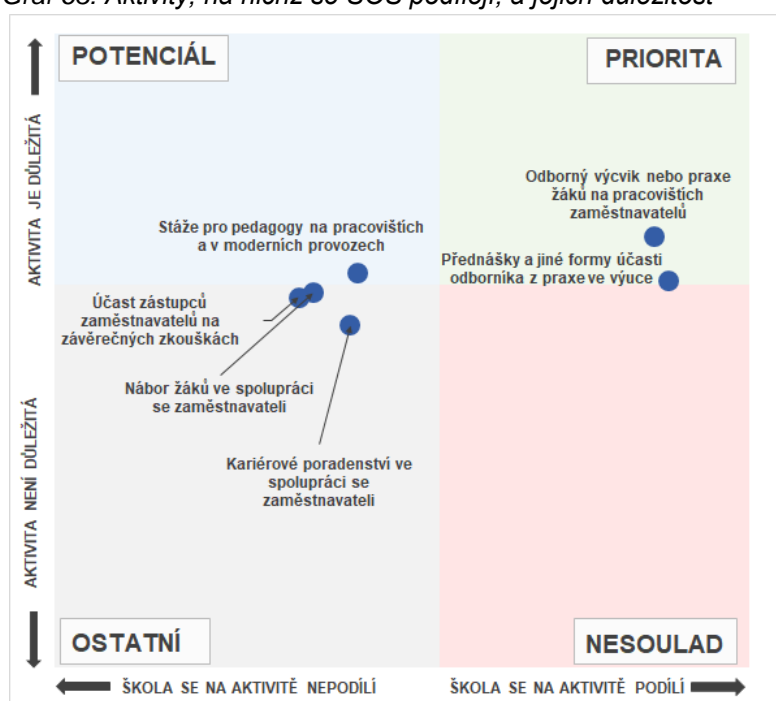 Graf 68: Aktivity, na nichž se SOŠ podílejí, a jejich důležitost
POTENCIÁL
PRIORITA
AKTIVITA JE DŮLEŽITÁ
Odborný výcvik nebo praxe
žáků na pracovištích
zaměstnavatelů
Stáže pro pedagogy na pracovištích
a v moderních provozech
Přednášky a jiné formy účasti
odborníka z praxe ve výuce
Účast zástupců
zaměstnavatelů na
závěrečných zkouškách
Nábor žáků ve spolupráci
se zaměstnavateli
Kariérové poradenství ve
spolupráci se
zaměstnavateli
AKTIVITA NENÍ DŮLEŽITÁ
OSTATNÍ
NESOULAD
ŠKOLA SE NA AKTIVITĚ NEPODÍLÍ
ŠKOLA SE NA AKTIVITĚ PODÍLÍ